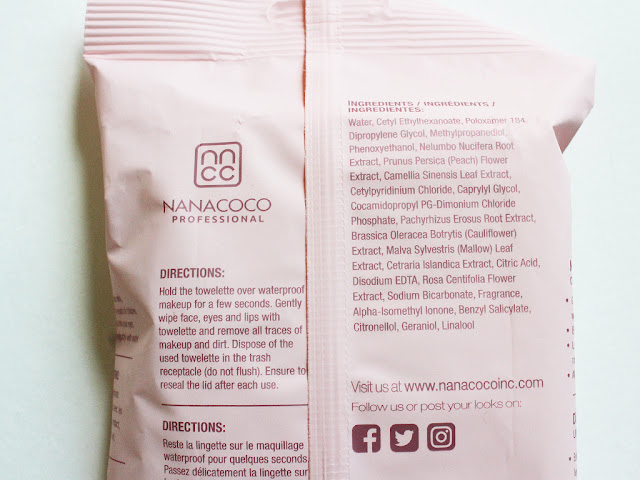 nn
cc
NANACOCO
PROFESSIONAL
DIRECTIONS:
Hold the towelette over waterproof
makeup for a few seconds. Gently
wipe face, eyes and lips with
towelette and remove all traces of
makeup and dirt. Dispose of the
used towelette in the trash
receptacle (do not flush). Ensure to
reseal the lid after each use.
DIRECTIONS:
Reste la lingette sur le maquillage
waterproof pour quelques seconds.
Passez délicatement la lingette sur
INGREDIENTS / INGRÉDIENTS /
INGREDIENTES:
Water, Cetyl Ethylhexanoate, Poloxamer 184,
Dipropylene Glycol, Methylpropanediol,
Phenoxyethanol, Nelumbo Nucifera Root
Extract, Prunus Persica (Peach) Flower
Extract, Camellia Sinensis Leaf Extract,
Cetylpyridinium Chloride, Caprylyl Glycol,
Cocamidopropyl PG-Dimonium Chloride
Phosphate, Pachyrhizus Erosus Root Extract,
Brassica Oleracea Botrytis (Cauliflower)
Extract, Malva Sylvestris (Mallow) Leaf
Extract, Cetraria Islandica Extract, Citric Acid,
Disodium EDTA, Rosa Centifolia Flower
Extract, Sodium Bicarbonate, Fragrance,
Alpha-Isomethyl Ionone, Benzyl Salicylate,
Citronellol, Geraniol, Linalool
Visit us at www.nanacocoinc.com
Follow us or post your looks on: